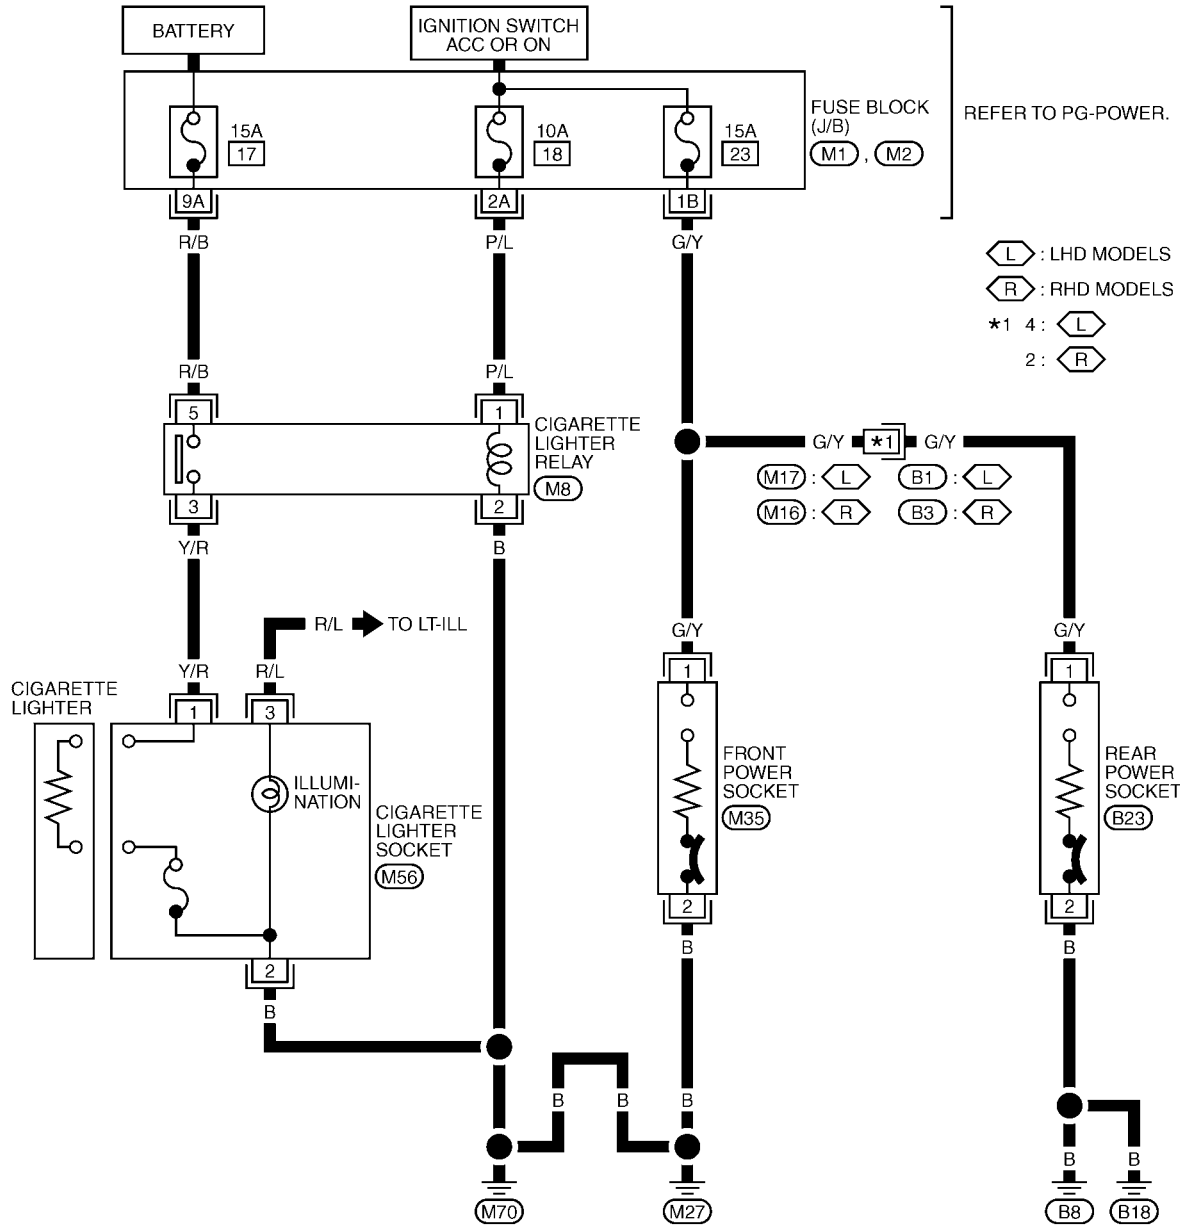 BATTERY
IGNITION SWITCH
ACC OR ON
15A
17
10A
18
15A
23
FUSE BLOCK
(J/B)
M1 , M2
REFER TO PG-POWER.
9A
2A
1B
R/B
P/L
G/Y
L : LHD MODELS
R : RHD MODELS
*1 4 : L
2 : R
R/B
P/L
5
1
CIGARETTE
LIGHTER
RELAY
M8
3
2
G/Y
*1
G/Y
M17 : L
B1 : L
M16 : R
B3 : R
Y/R
B
R/L
TO LT-ILL
G/Y
G/Y
Y/R
R/L
1
1
CIGARETTE
LIGHTER
1
3
ILLUMI-
NATION
CIGARETTE
LIGHTER
SOCKET
M56
FRONT
POWER
SOCKET
M35
REAR
POWER
SOCKET
B23
2
2
B
B
2
B
B
B
B
B
B
M70
M27
B8
B18